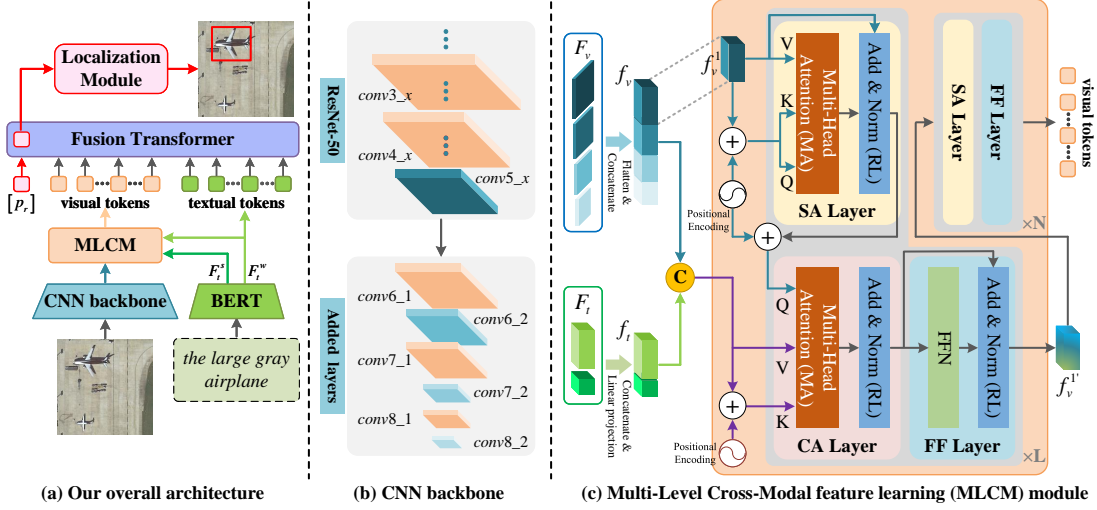 Localization
Module
Fusion Transformer
[p_r]
visual tokens
textual tokens
MLCM
F_t^s
F_t^w
CNN backbone
BERT
the large gray
airplane
(a) Our overall architecture
ResNet-50
conv3_x
conv4_x
conv5_x
Added layers
conv6_1
conv6_2
conv7_1
conv7_2
conv8_1
conv8_2
(b) CNN backbone
F_v
f_v
Flatten &
Concatenate
F_t
f_t
Concatenate &
Linear projection
C
f_v^1
V
K
Q
Multi-Head
Attention (MA)
Add & Norm (RL)
SA Layer
Positional
Encoding
Q
V
K
Multi-Head
Attention (MA)
Add & Norm (RL)
CA Layer
Positional
Encoding
FFN
Add & Norm (RL)
FF Layer
×L
SA Layer
FF Layer
×N
visual
tokens
f_v^1'
(c) Multi-Level Cross-Modal feature learning (MLCM) module